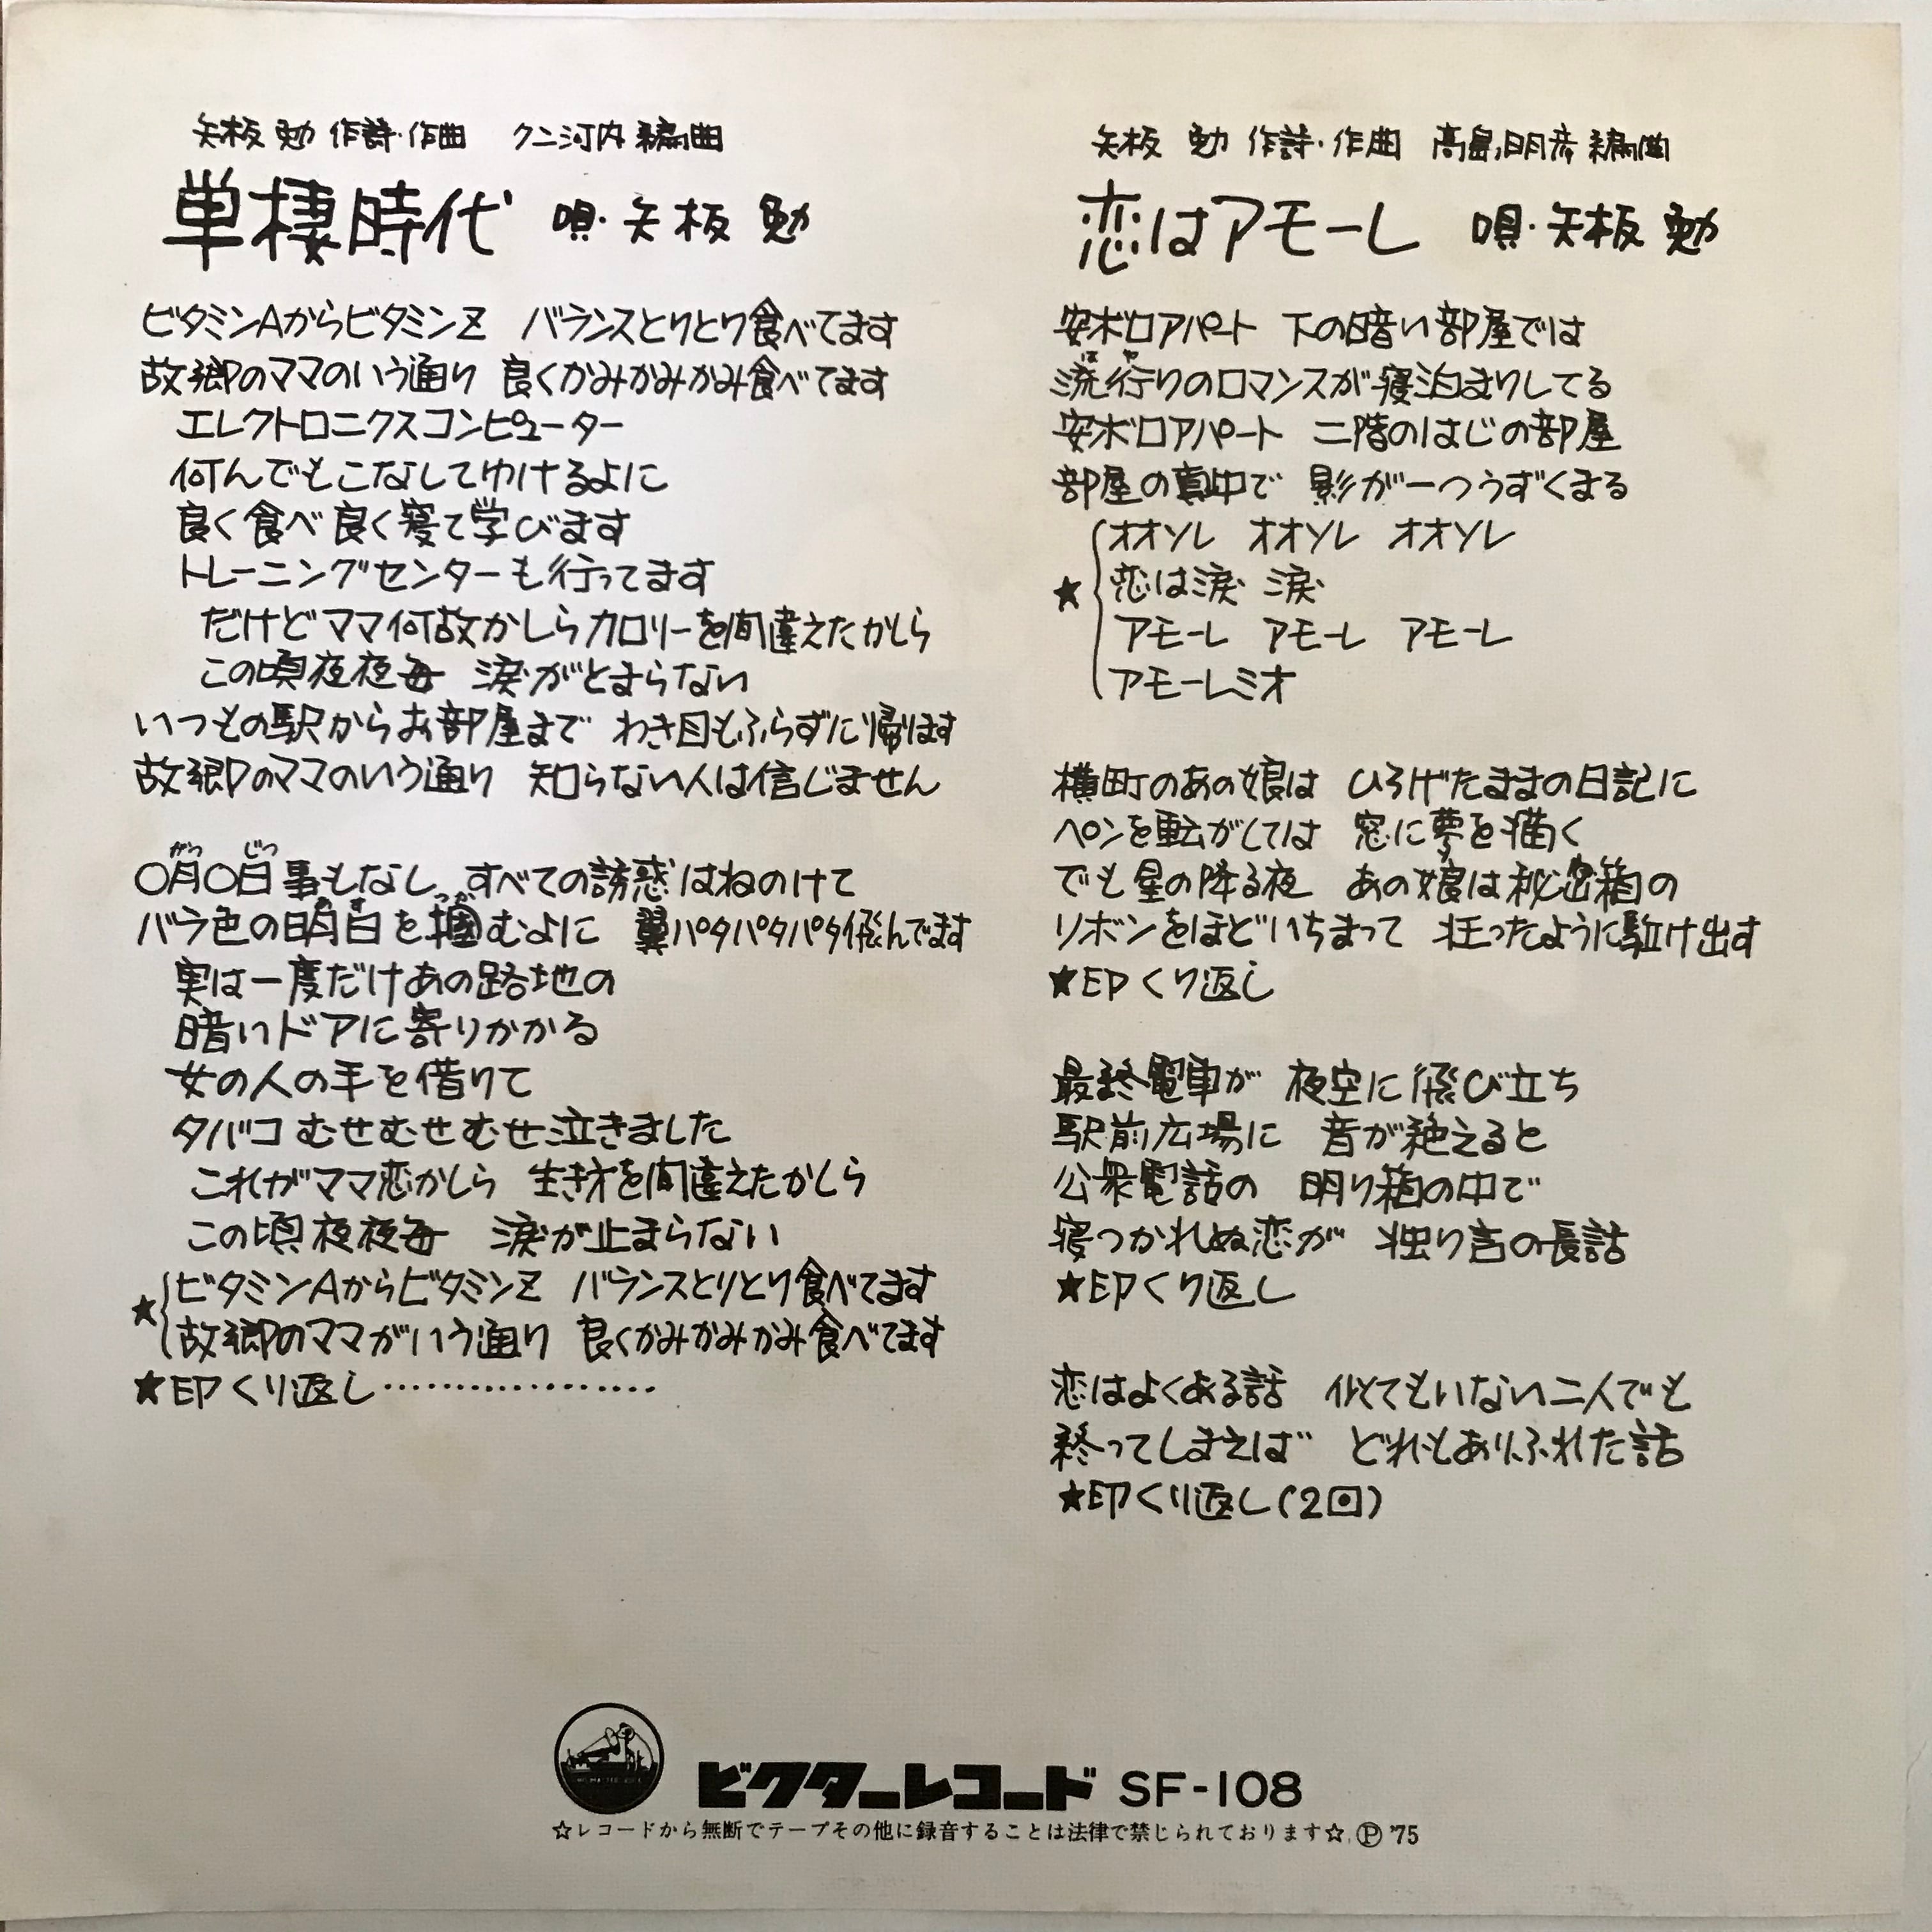 矢板 勉 作詩・作曲　クニ河内 編曲
単棲時代　唄・矢板 勉
ビタミンAからビタミンZ　バランスとりとり食べてます
故郷のママのいう通り　良くかみかみかみ食べてます
エレクトロニクスコンピューター
何んでもこなしてゆけるよに
良く食べ良く寝て学びます
トレーニングセンターも行ってます
だけどママ何故かしらカロリーを間違えたかしら
この頃夜夜毎　涙がとまらない
いつもの駅からお部屋まで　わき目もふらずに帰ります
故郷のママのいう通り　知らない人は信じません
がつ　じつ
○月○日事もなし　すべての誘惑はねのけて
あす　つか
バラ色の明日を摑むよに　翼パタパタパタ飛んでます
実は一度だけあの路地の
暗いドアに寄りかかる
女の人の手を借りて
タバコむせむせむせ泣きました
これがママ恋かしら　生き方を間違えたかしら
この頃夜夜毎　涙が止まらない
★ビタミンAからビタミンZ　バランスとりとり食べてます
故郷のママがいう通り　良くかみかみかみ食べてます
★印くり返し………………
矢板 勉 作詩・作曲　高島明彦 編曲
恋はアモーレ　唄・矢板 勉
安ボロアパート　下の暗い部屋では
はや
流行りのロマンスが寝泊まりしてる
安ボロアパート　二階のはじの部屋
部屋の真中で　影が一つうずくまる
オオソレ　オオソレ　オオソレ
★恋は涙　涙
アモーレ　アモーレ　アモーレ
アモーレミオ
横町のあの娘は　ひろげたままの日記に
ペンを転がしては　窓に夢を描く
でも星の降る夜　あの娘は秘密箱の
リボンをほどいちまって　狂ったように駈け出す
★印くり返し
最終電車が　夜空に飛び立ち
駅前広場に　音が絶えると
公衆電話の　明り箱の中で
寝つかれぬ恋が　独り言の長話
★印くり返し
恋はよくある話　似てもいない二人でも
終ってしまえば　どれもありふれた話
★印くり返し(2回)
ビクターレコード SF-108
☆レコードから無断でテープその他に録音することは法律で禁じられております☆ Ⓟ '75